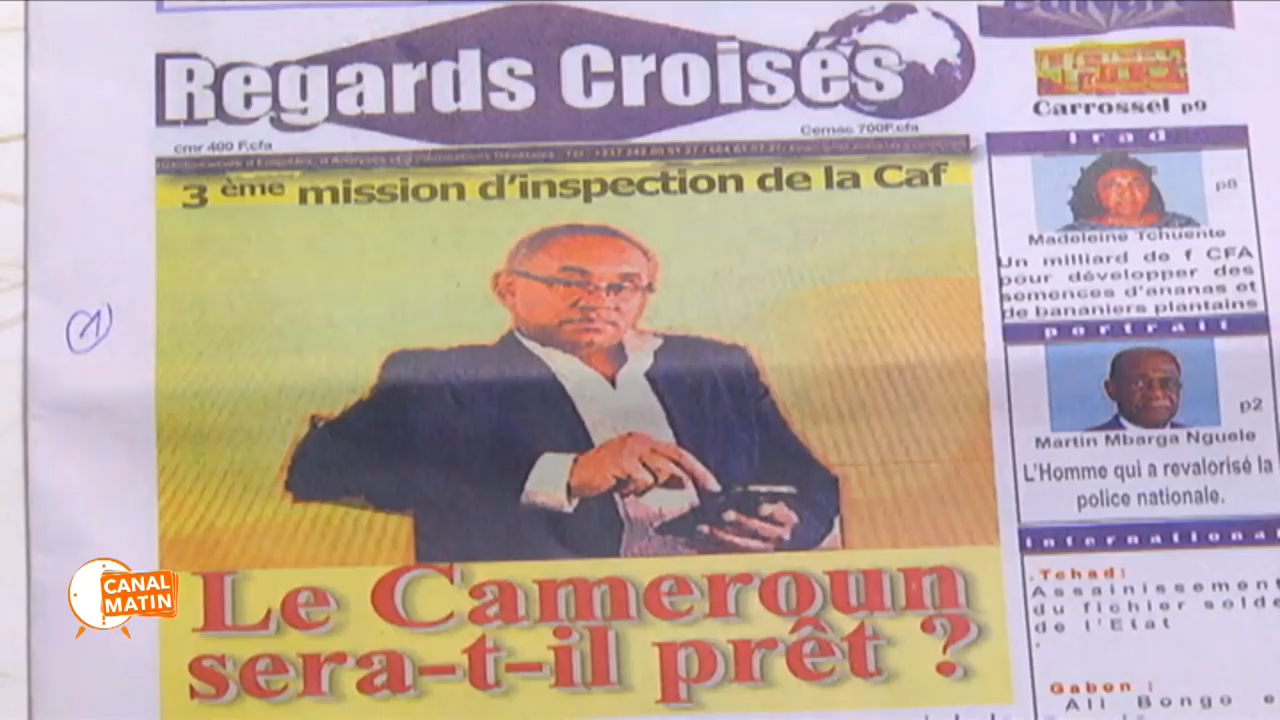 Regards Croisés
cmr 400 F.cfa
Cemac 700F.cfa
3 ème mission d'inspection de la Caf
Le Cameroun
sera-t-il prêt ?
Carrossel p9
Irad
p8
Madeleine Tchuente
Un milliard de f CFA
pour développer des
semences d'ananas et
de bananiers plantains
portrait
p2
Martin Mbarga Nguele
L'Homme qui a revalorisé la
police nationale.
international
Tchad:
Assainissement
du fichier solde
de l'Etat
Gabon :
Ali Bongo
1
CANAL
MATIN